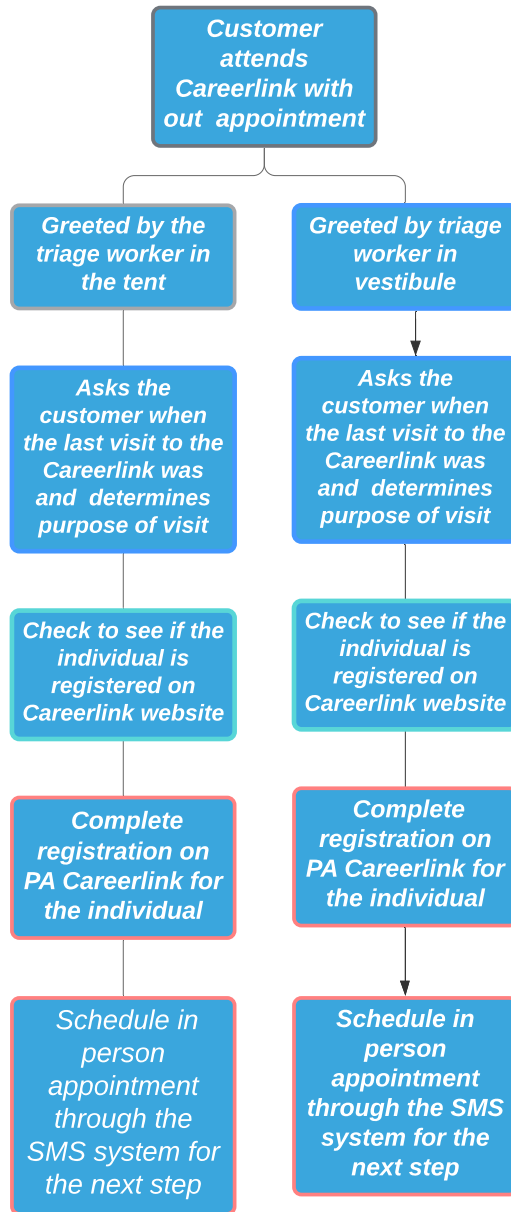 Customer
attends
Careerlink with
out  appointment
Greeted by the
triage worker in
the tent
Greeted by triage
worker in
vestibule
Asks the
customer when
the last visit to the
Careerlink was
and  determines
purpose of visit
Asks the
customer when
the last visit to the
Careerlink was
and  determines
purpose of visit
Check to see if the
individual is
registered on
Careerlink website
Check to see if the
individual is
registered on
Careerlink website
Complete
registration on
PA Careerlink for
the individual
Complete
registration on
PA Careerlink for
the individual
Schedule in
person
appointment
through the
SMS system for
the next step
Schedule in
person
appointment
through the SMS
system for the
next step